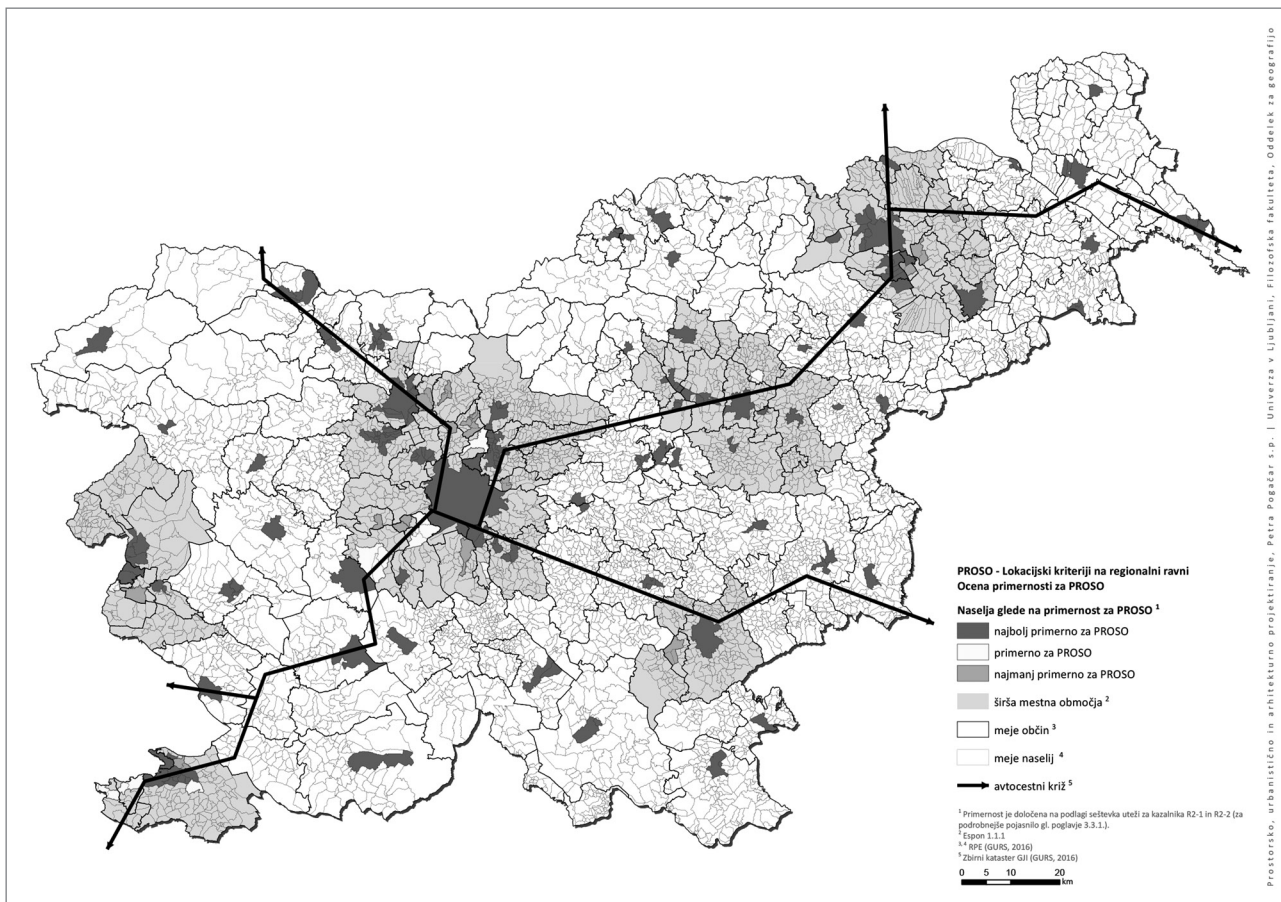 PROSO - Lokacijski kriteriji na regionalni ravni
Ocena primernosti za PROSO
Naselja glede na primernost za PROSO 1
najbolj primerno za PROSO
primerno za PROSO
najmanj primerno za PROSO
širša mestna območja 2
meje občin 3
meje naselij 4
avtocestni križ 5
1 Primernost je določena na podlagi seštevka uteži za kazalnika R2-1 in R2-2 (za
podrobnejše pojasnilo gl. poglavje 3.3.1.).
2 Espon 1.1.1
3, 4 RPE (GURS, 2016)
5 Zbirni kataster GJI (GURS, 2016)
0 5 10 20
km
Prostorsko, urbanistično in arhitekturno projektiranje, Petra Pogačar s.p. | Univerza v Ljubljani, Filozofska fakulteta, Oddelek za geografijo